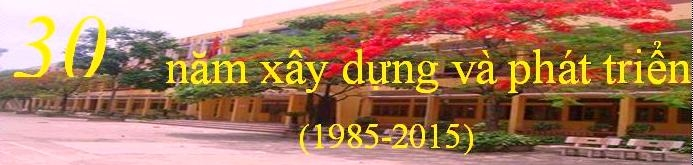 30 năm xây dựng và phát triển
(1985-2015)